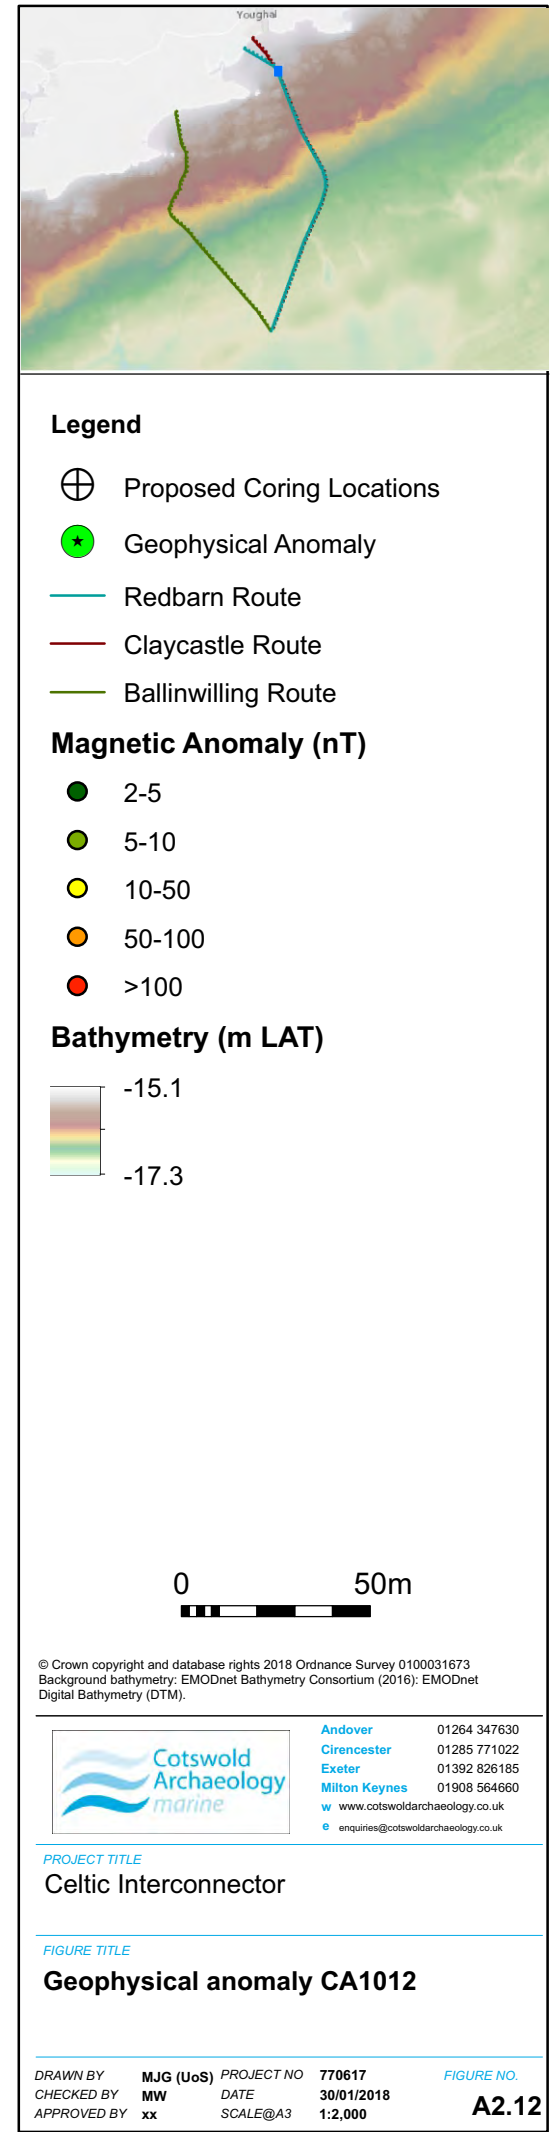 Youghal
Legend
Proposed Coring Locations
Geophysical Anomaly
Redbarn Route
Claycastle Route
Ballinwilling Route
Magnetic Anomaly (nT)
2-5
5-10
10-50
50-100
>100
Bathymetry (m LAT)
-15.1
-17.3
0 50m
© Crown copyright and database rights 2018 Ordnance Survey 0100031673
Background bathymetry: EMODnet Bathymetry Consortium (2016): EMODnet
Digital Bathymetry (DTM).
Cotswold
Archaeology
marine
Andover 01264 347630
Cirencester 01285 771022
Exeter 01392 826185
Milton Keynes 01908 564660
w www.cotswoldarchaeology.co.uk
e enquiries@cotswoldarchaeology.co.uk
PROJECT TITLE
Celtic Interconnector
FIGURE TITLE
Geophysical anomaly CA1012
DRAWN BY MJG (UoS) PROJECT NO 770617 FIGURE NO.
CHECKED BY MW DATE 30/01/2018
APPROVED BY xx SCALE@A3 1:2,000 A2.12